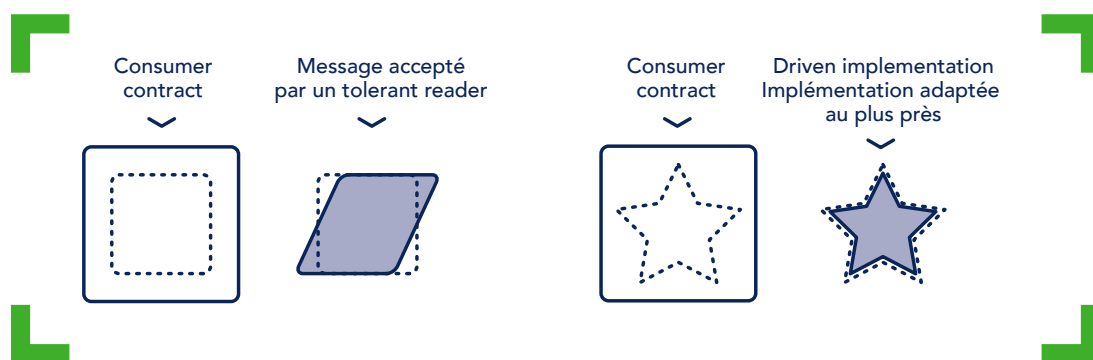 Consumer
contract
Message accepté
par un tolerant reader
Consumer
contract
Driven implementation
Implémentation adaptée
au plus près